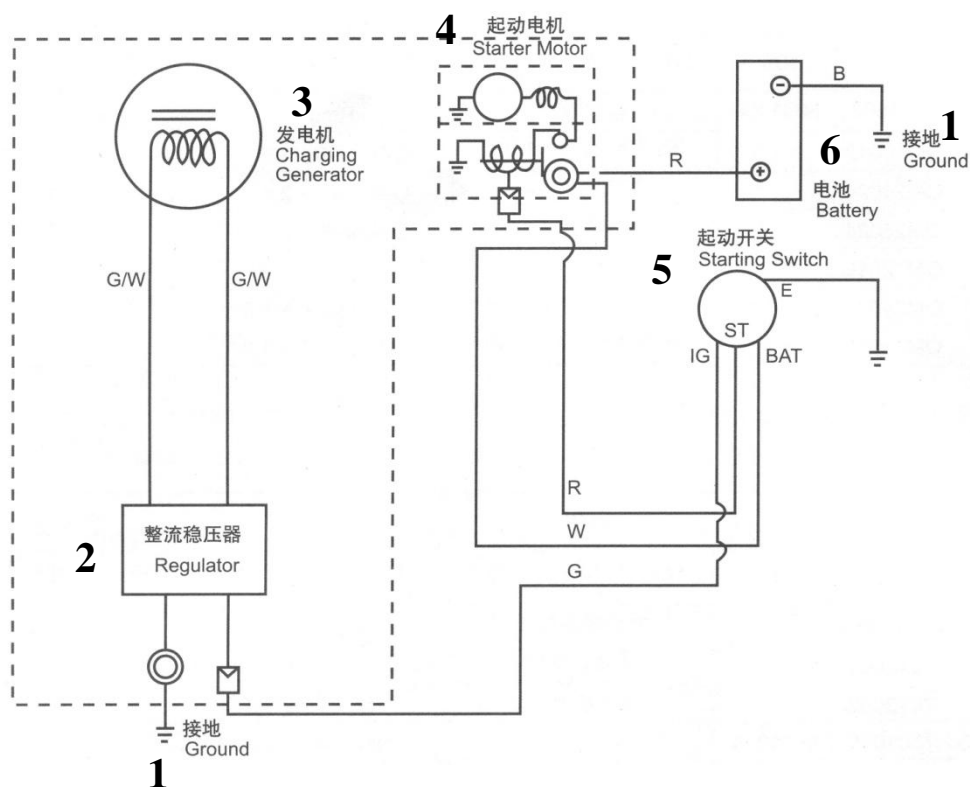 4
起动电机
Starter Motor
3
发电机
Charging
Generator
B
1
接地
Ground
R
6
电池
Battery
起动开关
5
Starting Switch
E
ST
IG
BAT
G/W
G/W
R
W
G
2
整流稳压器
Regulator
接地
Ground
1